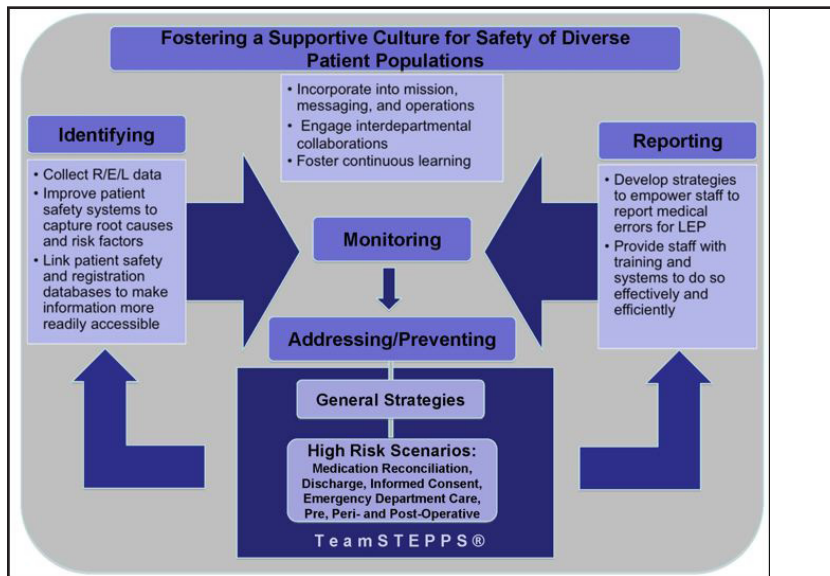 Fostering a Supportive Culture for Safety of Diverse
Patient Populations
• Incorporate into mission,
messaging, and operations
• Engage interdepartmental
collaborations
• Foster continuous learning
Identifying
• Collect R/E/L data
• Improve patient
safety systems to
capture root causes
and risk factors
• Link patient safety
and registration
databases to make
information more
readily accessible
Monitoring
Reporting
• Develop strategies
to empower staff to
report medical
errors for LEP
• Provide staff with
training and
systems to do so
effectively and
efficiently
Addressing/Preventing
General Strategies
High Risk Scenarios:
Medication Reconciliation,
Discharge, Informed Consent,
Emergency Department Care,
Pre, Peri- and Post-Operative
TeamSTEPPS®